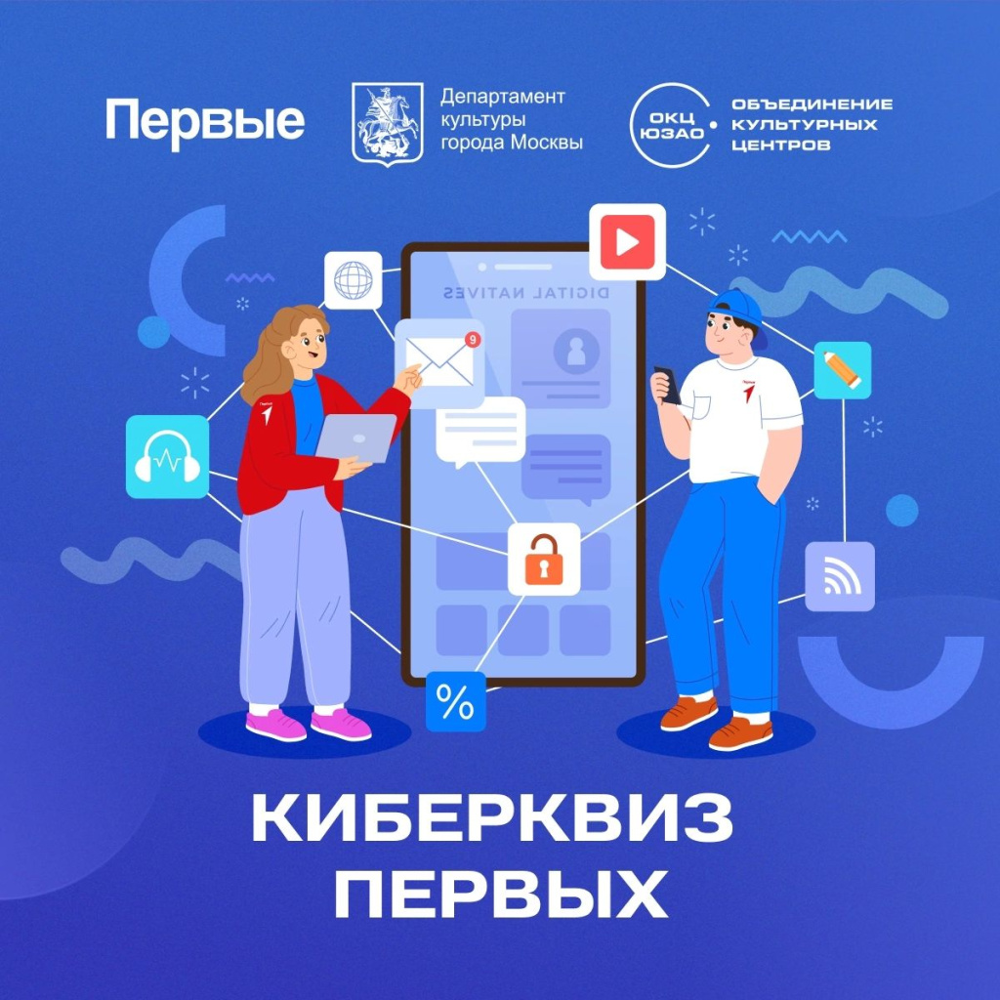 Первые
Департамент
культуры
города Москвы
ОКЦ
ЮЗАО
ОБЪЕДИНЕНИЕ
КУЛЬТУРНЫХ
ЦЕНТРОВ
DIGITAL NATIVES
9
%
КИБЕРКВИЗ
ПЕРВЫХ